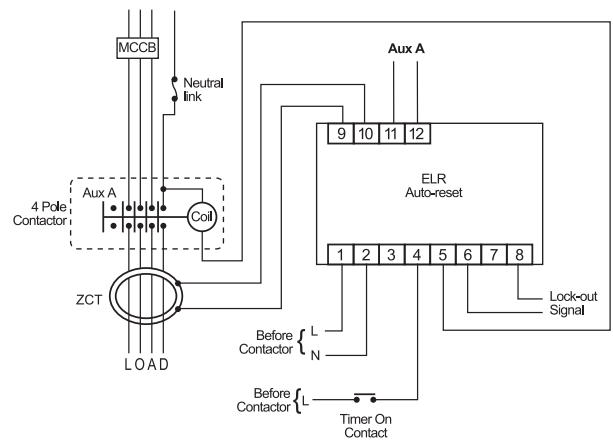 MCCB
Neutral
link
Aux A
9 10 11 12
ELR
Auto-reset
Aux A
4 Pole
Contactor
Coil
1 2 3 4 5 6 7 8
ZCT
Lock-out
Signal
Before
Contactor { L
N
L O A D
Before
Contactor { L
Timer On
Contact